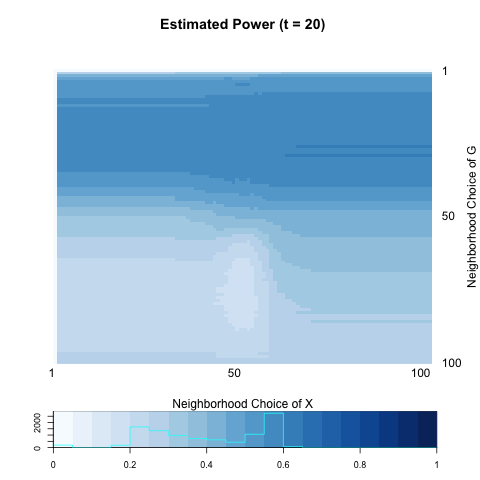 Estimated Power (t = 20)
1
50
100
Neighborhood Choice of G
1 50 100
Neighborhood Choice of X
0 2000
0 0.2 0.4 0.6 0.8 1